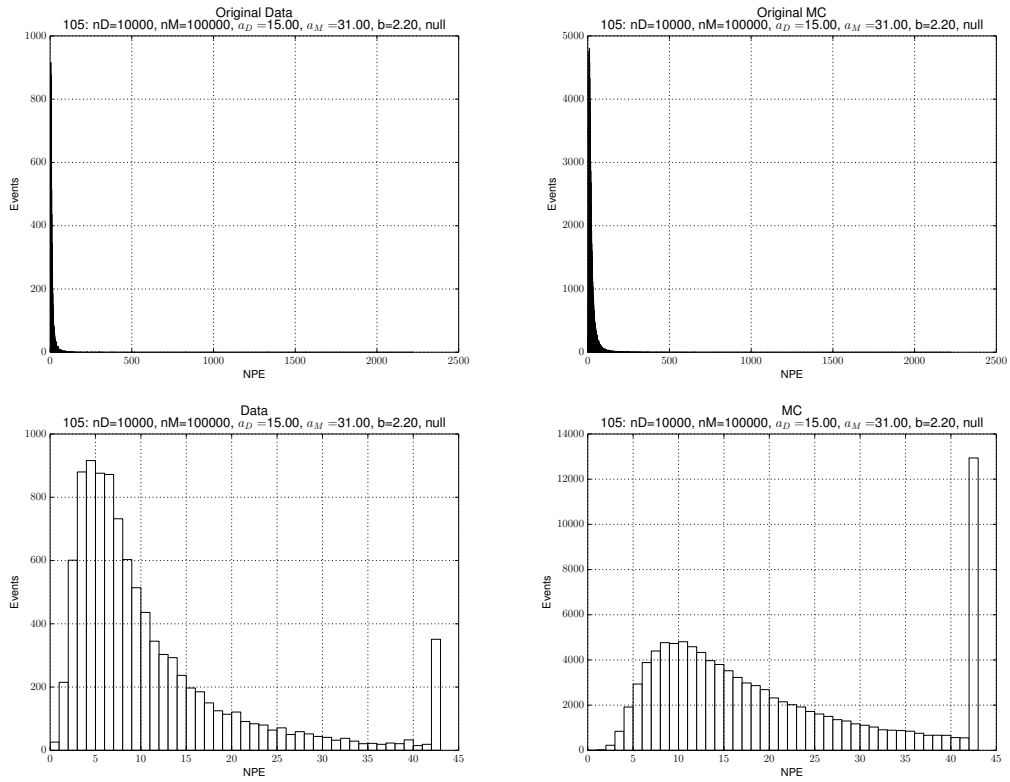 Original Data
105: nD=10000, nM=100000, a_D =15.00, a_M =31.00, b=2.20, null
1000
800
600
400
200
0
Events
0 500 1000 1500 2000 2500
NPE
Original MC
105: nD=10000, nM=100000, a_D =15.00, a_M =31.00, b=2.20, null
5000
4000
3000
2000
1000
0
Events
0 500 1000 1500 2000 2500
NPE
Data
105: nD=10000, nM=100000, a_D =15.00, a_M =31.00, b=2.20, null
1000
800
600
400
200
0
Events
0 5 10 15 20 25 30 35 40 45
NPE
MC
105: nD=10000, nM=100000, a_D =15.00, a_M =31.00, b=2.20, null
14000
12000
10000
8000
6000
4000
2000
0
Events
0 5 10 15 20 25 30 35 40 45
NPE